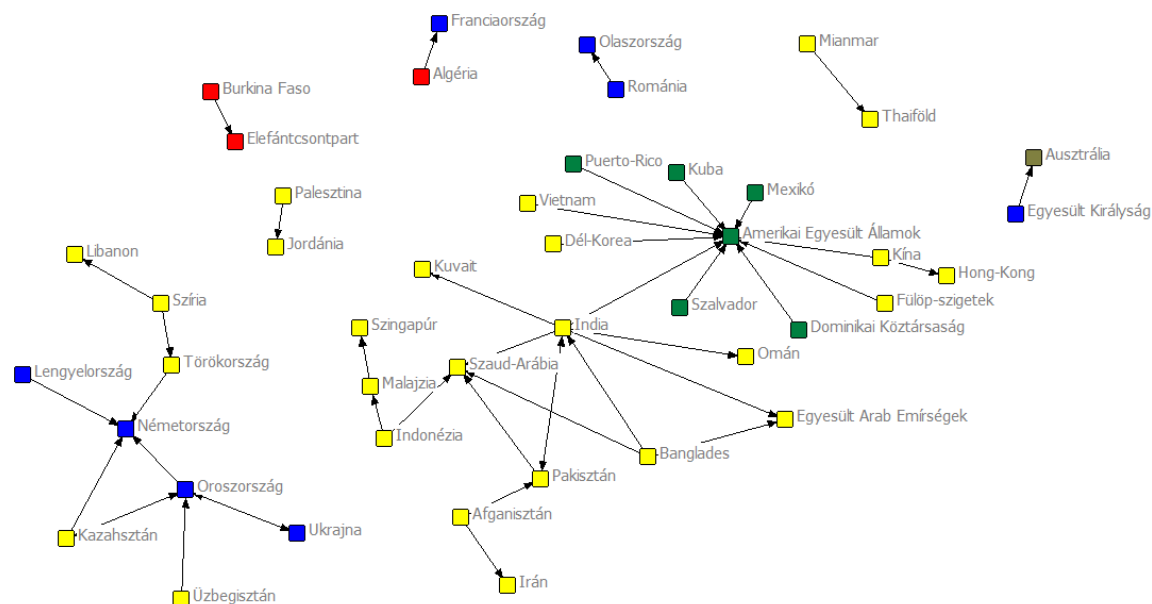 Franciaország
Olaszország
Mianmar
Algéria
Románia
Burkina Faso
Thaiföld
Elefántcsontpart
Puerto-Rico
Kuba
Ausztrália
Mexikó
Palesztina
Vietnam
Egyesült Királyság
Amerikai Egyesült Államok
Jordánia
Dél-Korea
Libanon
Kína
Kuvait
Hong-Kong
Szíria
Szalvador
Fülöp-szigetek
Szingapúr
India
Dominikai Köztársaság
Omán
Törökország
Szaud-Arábia
Lengyelország
Malajzia
Egyesült Arab Emírségek
Németország
Indonézia
Banglades
Pakisztán
Oroszország
Afganisztán
Ukrajna
Kazahsztán
Irán
Üzbegisztán